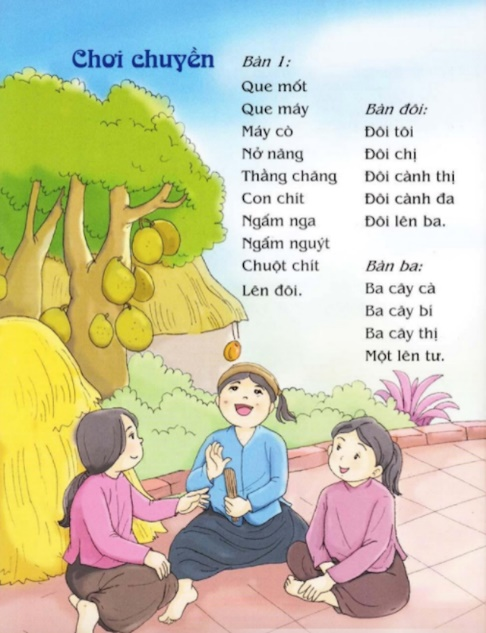 Chơi chuyền
Bàn 1:
Que mốt
Que máy
Máy cò
Nở nâng
Thằng chăng
Con chít
Ngẩm nga
Ngẩm nguýt
Chuột chít
Lên đôi.
Bàn đôi:
Đôi tôi
Đôi chị
Đôi cành thị
Đôi cành đa
Đôi lên ba.
Bàn ba:
Ba cây cà
Ba cây bí
Ba cây thị
Một lên tư.